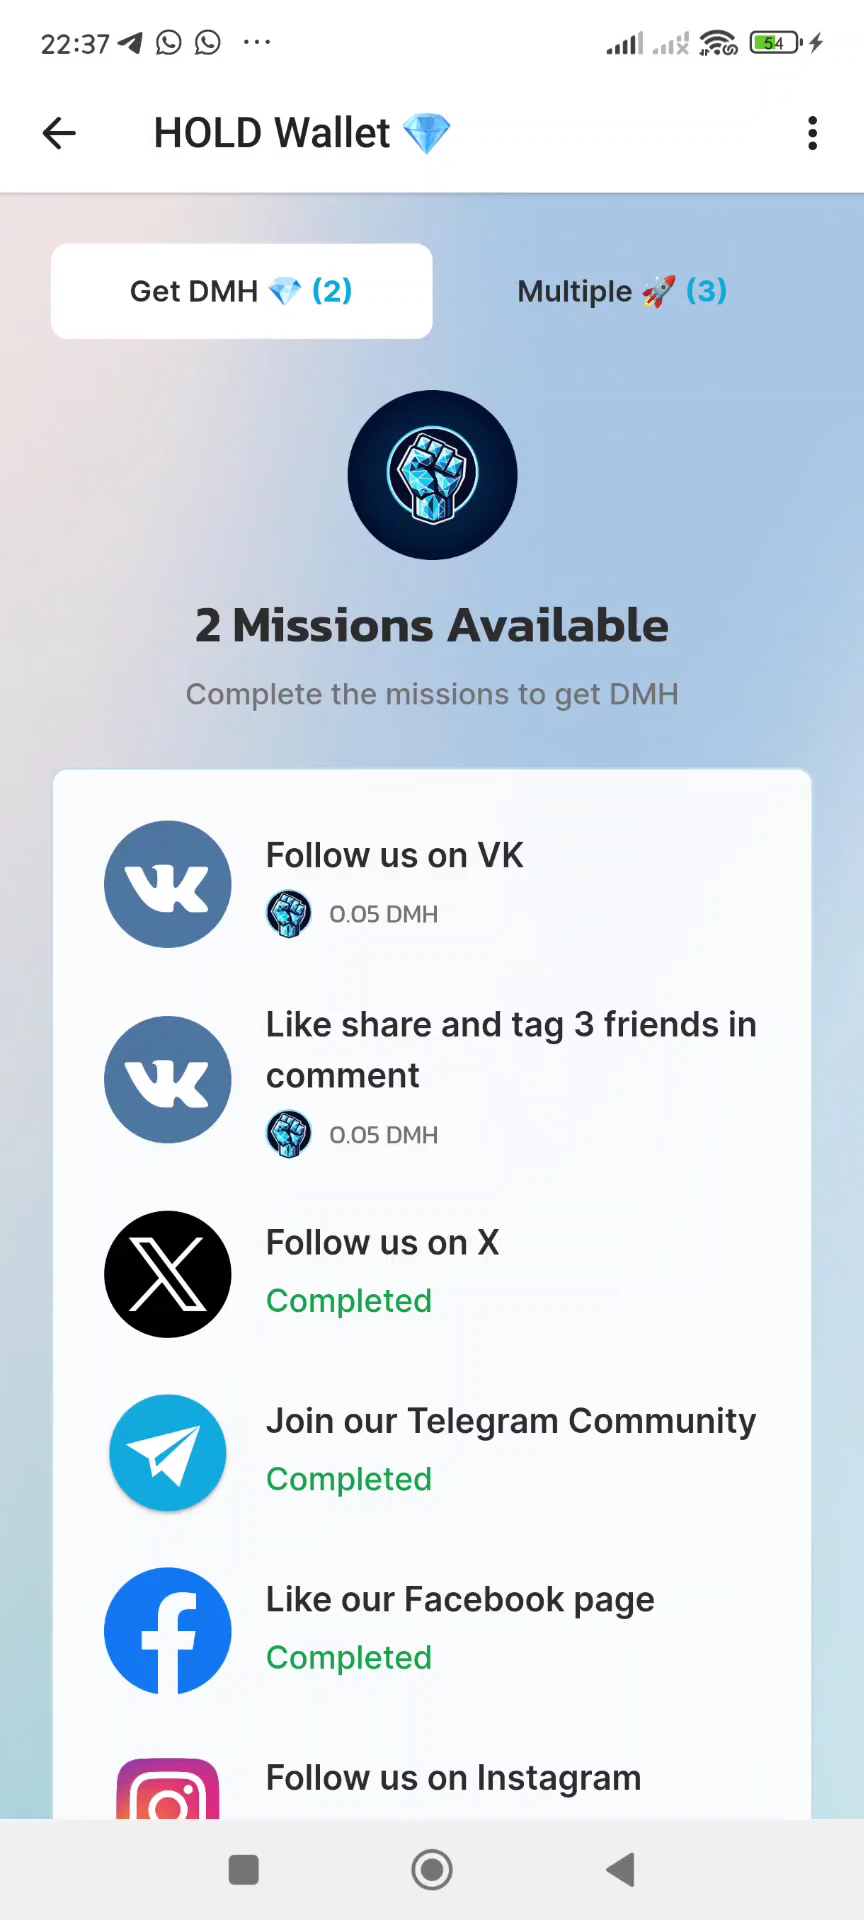 22:37
54
HOLD Wallet 💎
Get DMH 💎 (2)
Multiple 🚀 (3)
2 Missions Available
Complete the missions to get DMH
Follow us on VK
0.05 DMH
Like share and tag 3 friends in
comment
0.05 DMH
Follow us on X
Completed
Join our Telegram Community
Completed
Like our Facebook page
Completed
Follow us on Instagram